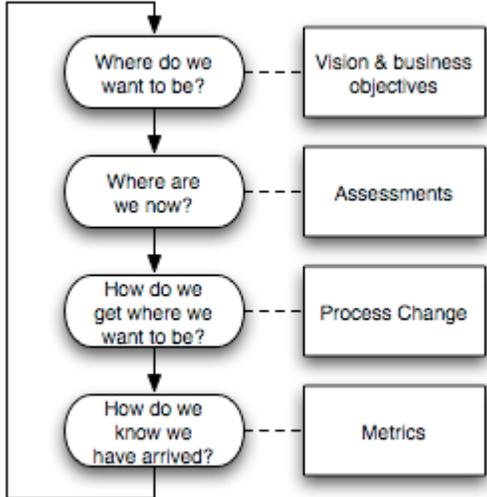 Where do we
want to be?
Vision & business
objectives
Where are
we now?
Assessments
How do we
get where we
want to be?
Process Change
How do we
know we
have arrived?
Metrics